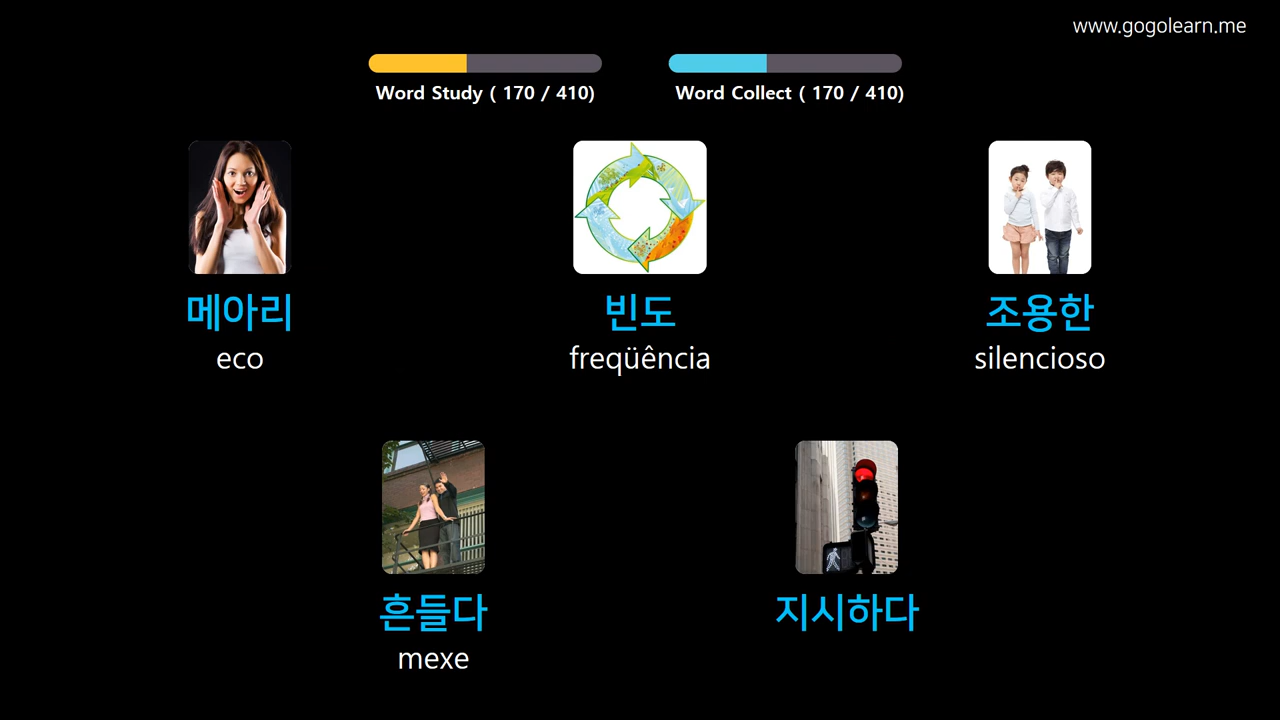 www.gogolearn.me
Word Study ( 170 / 410)
Word Collect ( 170 / 410)
메아리
eco
빈도
freqüência
조용한
silencioso
흔들다
mexe
지시하다